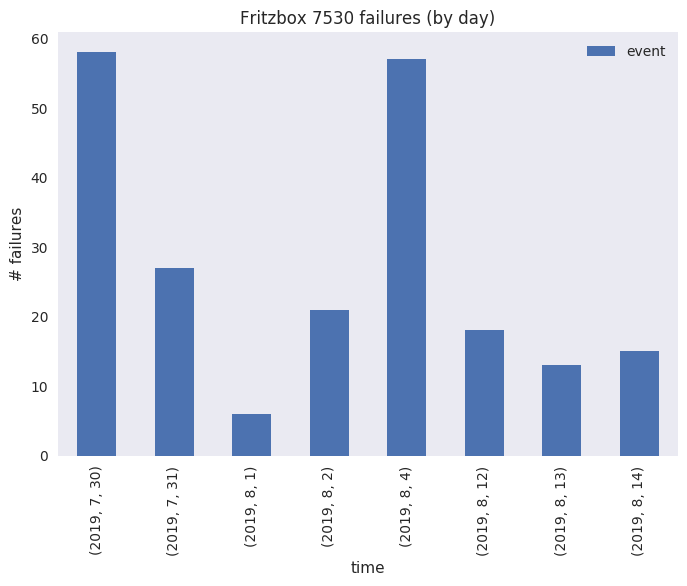 Fritzbox 7530 failures (by day)
event
# failures
60
50
40
30
20
10
0
(2019, 7, 30)
(2019, 7, 31)
(2019, 8, 1)
(2019, 8, 2)
(2019, 8, 4)
(2019, 8, 12)
(2019, 8, 13)
(2019, 8, 14)
time